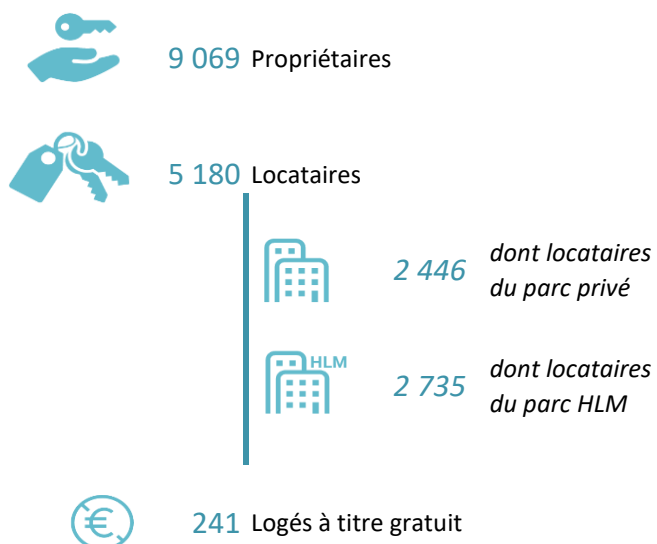 9 069 Propriétaires
5 180 Locataires
2 446 dont locataires
du parc privé
HLM
2 735 dont locataires
du parc HLM
€
241 Logés à titre gratuit